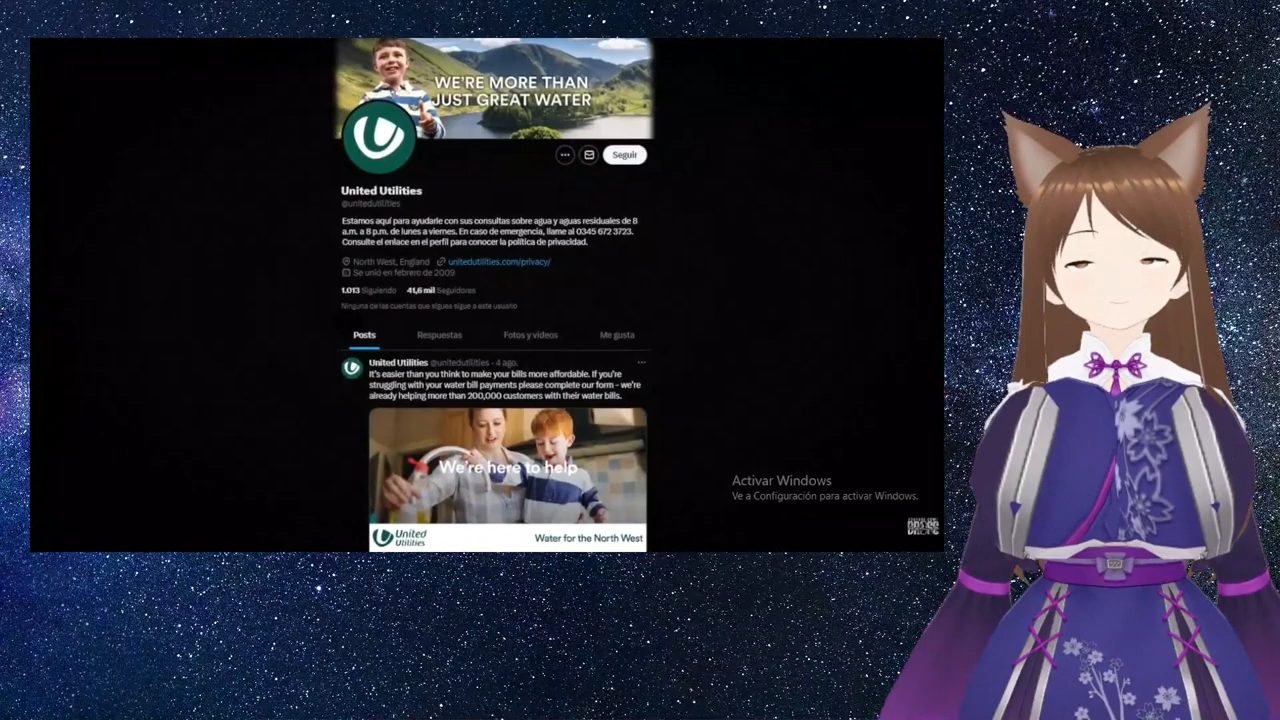 WE'RE MORE THAN
JUST GREAT WATER
Seguir
United Utilities
@unitedutilities
Estamos aquí para ayudarle con sus consultas sobre agua y aguas residuales de 8
a.m. a 8 p.m. de lunes a viernes. En caso de emergencia, llame al 0345 672 3723.
Consulte el enlace en el perfil para conocer la política de privacidad.
North West, England unitedutilities.com/privacy/
Se unió en febrero de 2009
1.013 Siguiendo 41,6 mil Seguidores
Ninguna de las cuentas que sigues sigue a este usuario
Posts Respuestas Fotos y vídeos Me gusta
United Utilities @unitedutilities · 4 ago.
It's easier than you think to make your bills more affordable. If you're
struggling with your water bill payments please complete our form - we're
already helping more than 200,000 customers with their water bills.
We're here to help
United
Utilities
Water for the North West
Activar Windows
Ve a Configuración para activar Windows.